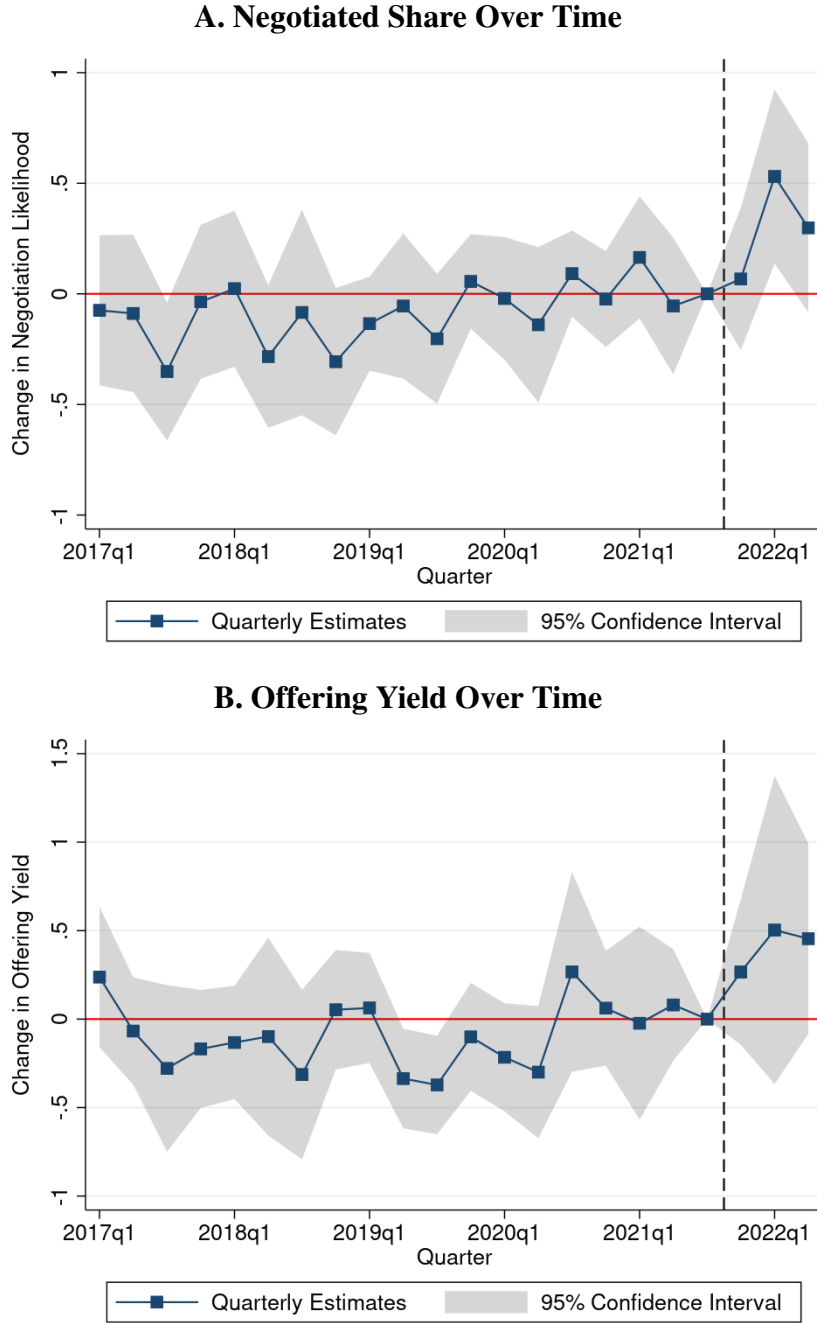 A. Negotiated Share Over Time
Change in Negotiation Likelihood
1
.5
0
-.5
-1
2017q1 2018q1 2019q1 2020q1 2021q1 2022q1
Quarter
Quarterly Estimates 95% Confidence Interval
B. Offering Yield Over Time
Change in Offering Yield
1.5
1
.5
0
-.5
-1
2017q1 2018q1 2019q1 2020q1 2021q1 2022q1
Quarter
Quarterly Estimates 95% Confidence Interval